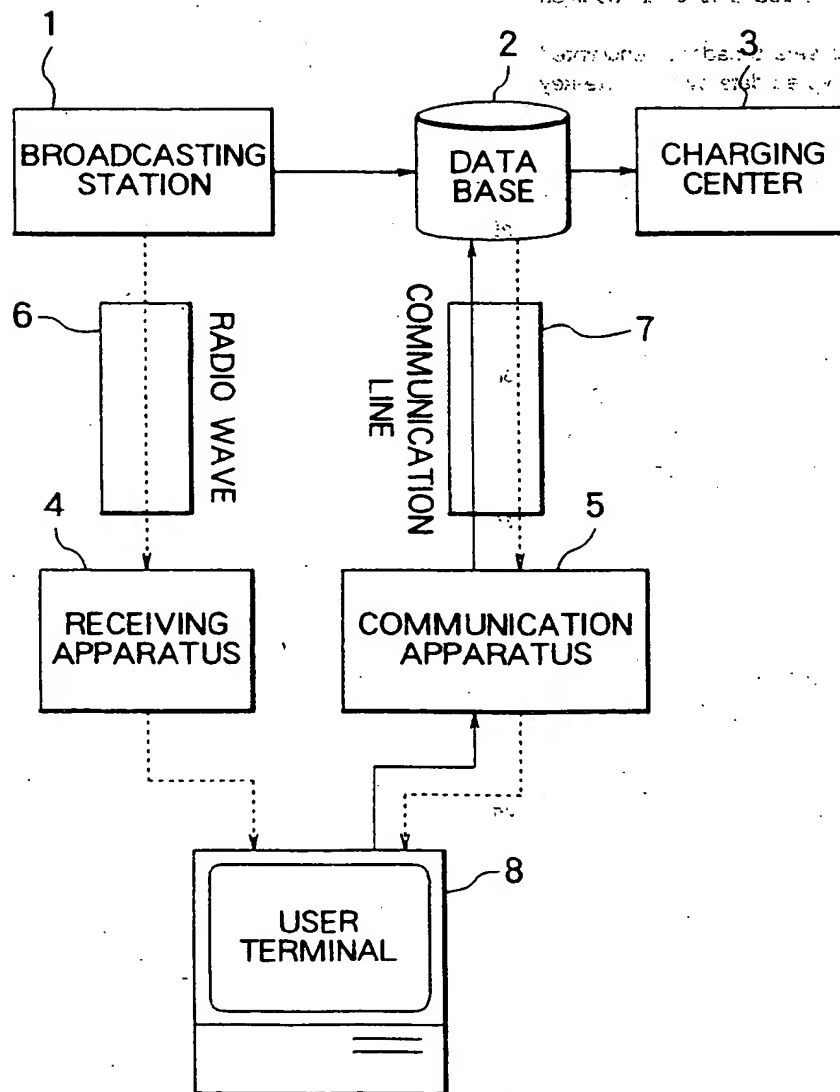 1
2
3
BROADCASTING
STATION
DATA
BASE
CHARGING
CENTER
6
RADIO WAVE
COMMUNICATION
LINE
7
4
5
RECEIVING
APPARATUS
COMMUNICATION
APPARATUS
8
USER
TERMINAL